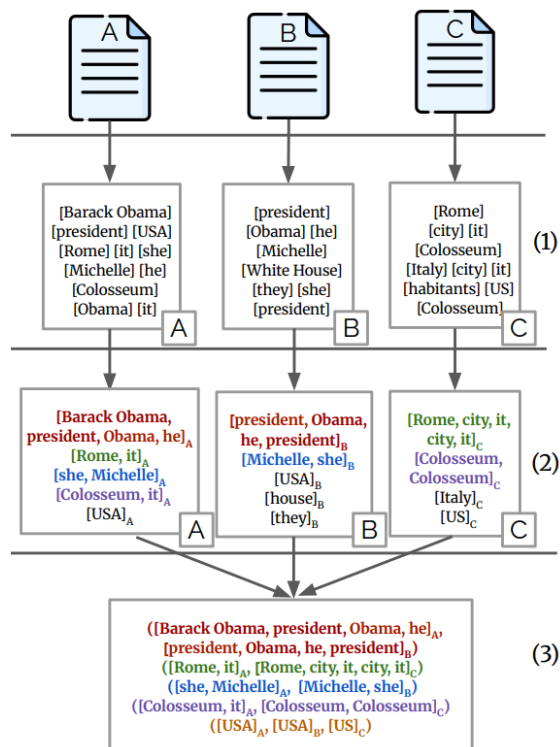 A
B
C
[Barack Obama]
[president] [USA]
[Rome] [it] [she]
[Michelle] [he]
[Colosseum]
[Obama] [it]
A
[president]
[Obama] [he]
[Michelle]
[White House]
[they] [she]
[president]
B
[Rome]
[city] [it]
[Colosseum]
[Italy] [city] [it]
[habitants] [US]
[Colosseum]
C
(1)
[Barack Obama,
president, Obama, he]A
[Rome, it]A
[she, Michelle]A
[Colosseum, it]A
[USA]A
A
[president, Obama,
he, president]B
[Michelle, she]B
[USA]B
[house]B
[they]B
B
[Rome, city, it,
city, it]C
[Colosseum,
Colosseum]C
[Italy]C
[US]C
C
(2)
([Barack Obama, president, Obama, he]A,
[president, Obama, he, president]B)
([Rome, it]A, [Rome, city, it, city, it]C)
([she, Michelle]A, [Michelle, she]B)
([Colosseum, it]A, [Colosseum, Colosseum]C)
([USA]A, [USA]B, [US]C)
(3)